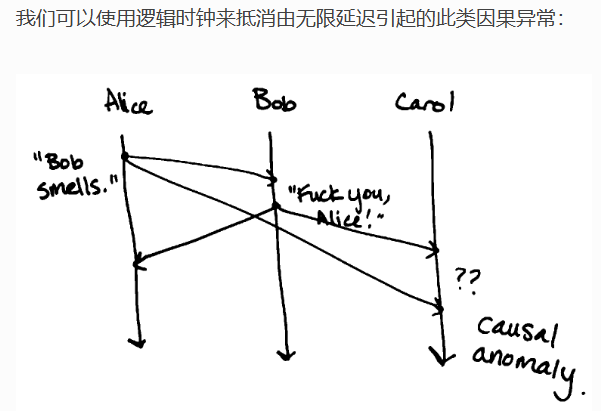 我们可以使用逻辑时钟来抵消由无限延迟引起的此类因果异常：
Alice Bob Carol
"Bob
smells."
"Fuck you,
Alice!"
??
causal
anomaly.